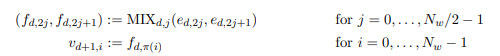 (f_{d,2j}, f_{d,2j+1}) := MIX_{d,j}(e_{d,2j}, e_{d,2j+1}) for j = 0, . . . , N_w/2 − 1
v_{d+1,i} := f_{d,π(i)} for i = 0, . . . , N_w − 1